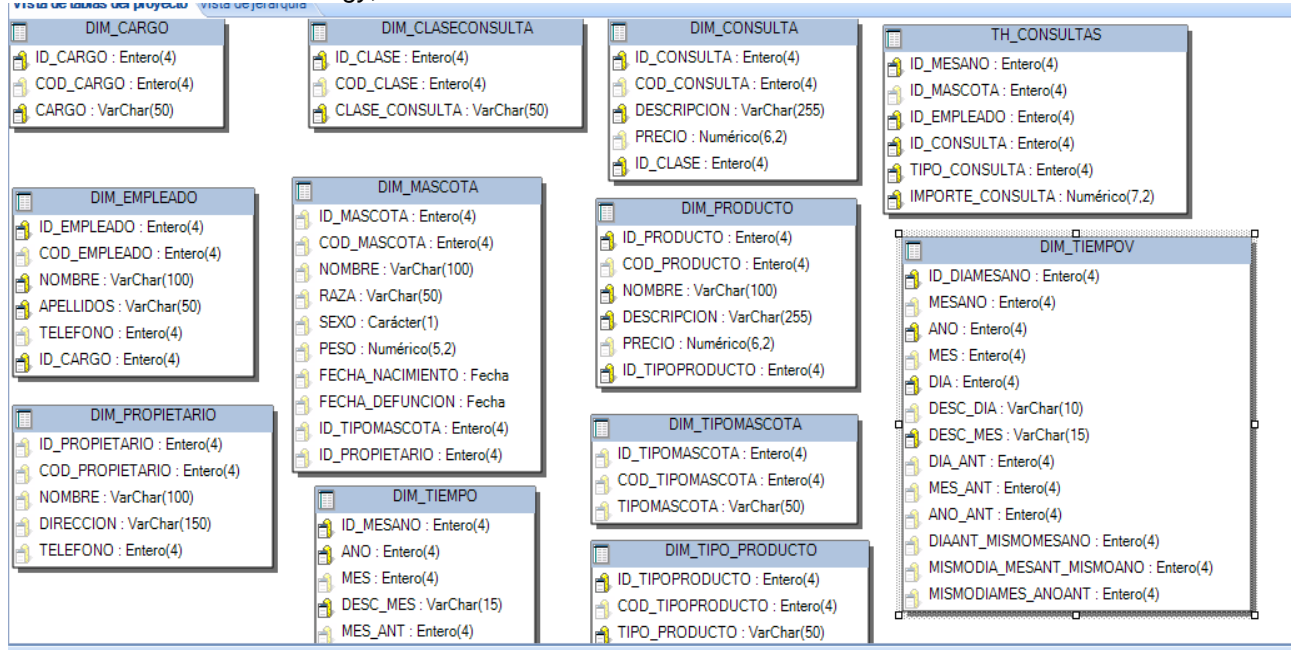 Vista de tablas del proyecto Vista de jerarquía
DIM_CARGO
ID_CARGO : Entero(4)
COD_CARGO : Entero(4)
CARGO : VarChar(50)
DIM_CLASECONSULTA
ID_CLASE : Entero(4)
COD_CLASE : Entero(4)
CLASE_CONSULTA : VarChar(50)
DIM_CONSULTA
ID_CONSULTA : Entero(4)
COD_CONSULTA : Entero(4)
DESCRIPCION : VarChar(255)
PRECIO : Numérico(6,2)
ID_CLASE : Entero(4)
TH_CONSULTAS
ID_MESANO : Entero(4)
ID_MASCOTA : Entero(4)
ID_EMPLEADO : Entero(4)
ID_CONSULTA : Entero(4)
TIPO_CONSULTA : Entero(4)
IMPORTE_CONSULTA : Numérico(7,2)
DIM_EMPLEADO
ID_EMPLEADO : Entero(4)
COD_EMPLEADO : Entero(4)
NOMBRE : VarChar(100)
APELLIDOS : VarChar(50)
TELEFONO : Entero(4)
ID_CARGO : Entero(4)
DIM_MASCOTA
ID_MASCOTA : Entero(4)
COD_MASCOTA : Entero(4)
NOMBRE : VarChar(100)
RAZA : VarChar(50)
SEXO : Carácter(1)
PESO : Numérico(5,2)
FECHA_NACIMIENTO : Fecha
FECHA_DEFUNCION : Fecha
ID_TIPOMASCOTA : Entero(4)
ID_PROPIETARIO : Entero(4)
DIM_PRODUCTO
ID_PRODUCTO : Entero(4)
COD_PRODUCTO : Entero(4)
NOMBRE : VarChar(100)
DESCRIPCION : VarChar(255)
PRECIO : Numérico(6,2)
ID_TIPOPRODUCTO : Entero(4)
DIM_TIEMPOV
ID_DIAMESANO : Entero(4)
MESANO : Entero(4)
ANO : Entero(4)
MES : Entero(4)
DIA : Entero(4)
DESC_DIA : VarChar(10)
DESC_MES : VarChar(15)
DIA_ANT : Entero(4)
MES_ANT : Entero(4)
ANO_ANT : Entero(4)
DIAANT_MISMOMESANO : Entero(4)
MISMODIA_MESANT_MISMOANO : Entero(4)
MISMODIAMES_ANOANT : Entero(4)
DIM_PROPIETARIO
ID_PROPIETARIO : Entero(4)
COD_PROPIETARIO : Entero(4)
NOMBRE : VarChar(100)
DIRECCION : VarChar(150)
TELEFONO : Entero(4)
DIM_TIEMPO
ID_MESANO : Entero(4)
ANO : Entero(4)
MES : Entero(4)
DESC_MES : VarChar(15)
MES_ANT : Entero(4)
DIM_TIPOMASCOTA
ID_TIPOMASCOTA : Entero(4)
COD_TIPOMASCOTA : Entero(4)
TIPOMASCOTA : VarChar(50)
DIM_TIPO_PRODUCTO
ID_TIPOPRODUCTO : Entero(4)
COD_TIPOPRODUCTO : Entero(4)
TIPO_PRODUCTO : VarChar(50)